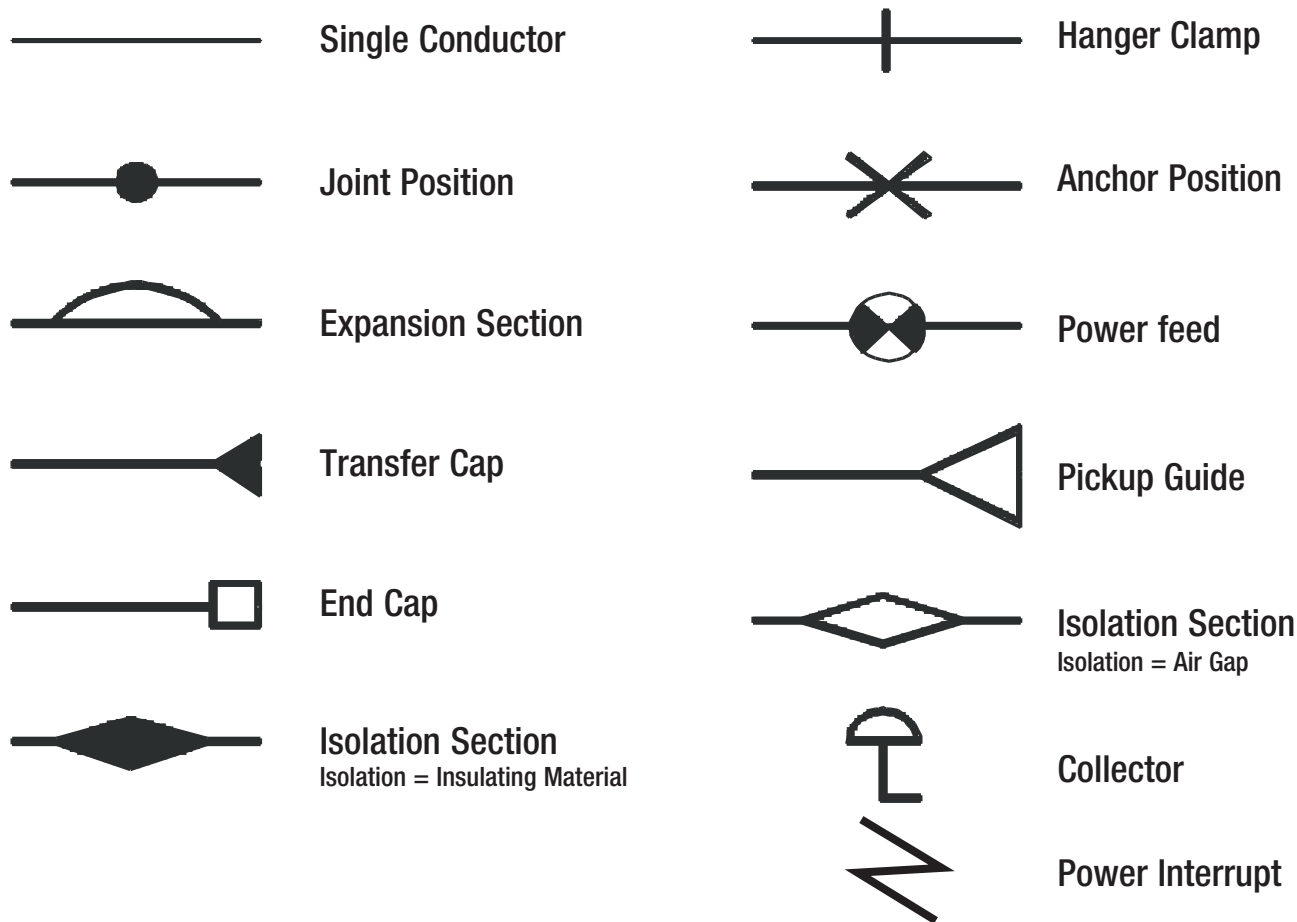 Single Conductor
Hanger Clamp
Joint Position
Anchor Position
Expansion Section
Power feed
Transfer Cap
Pickup Guide
End Cap
Isolation Section
Isolation = Air Gap
Isolation Section
Isolation = Insulating Material
Collector
Power Interrupt